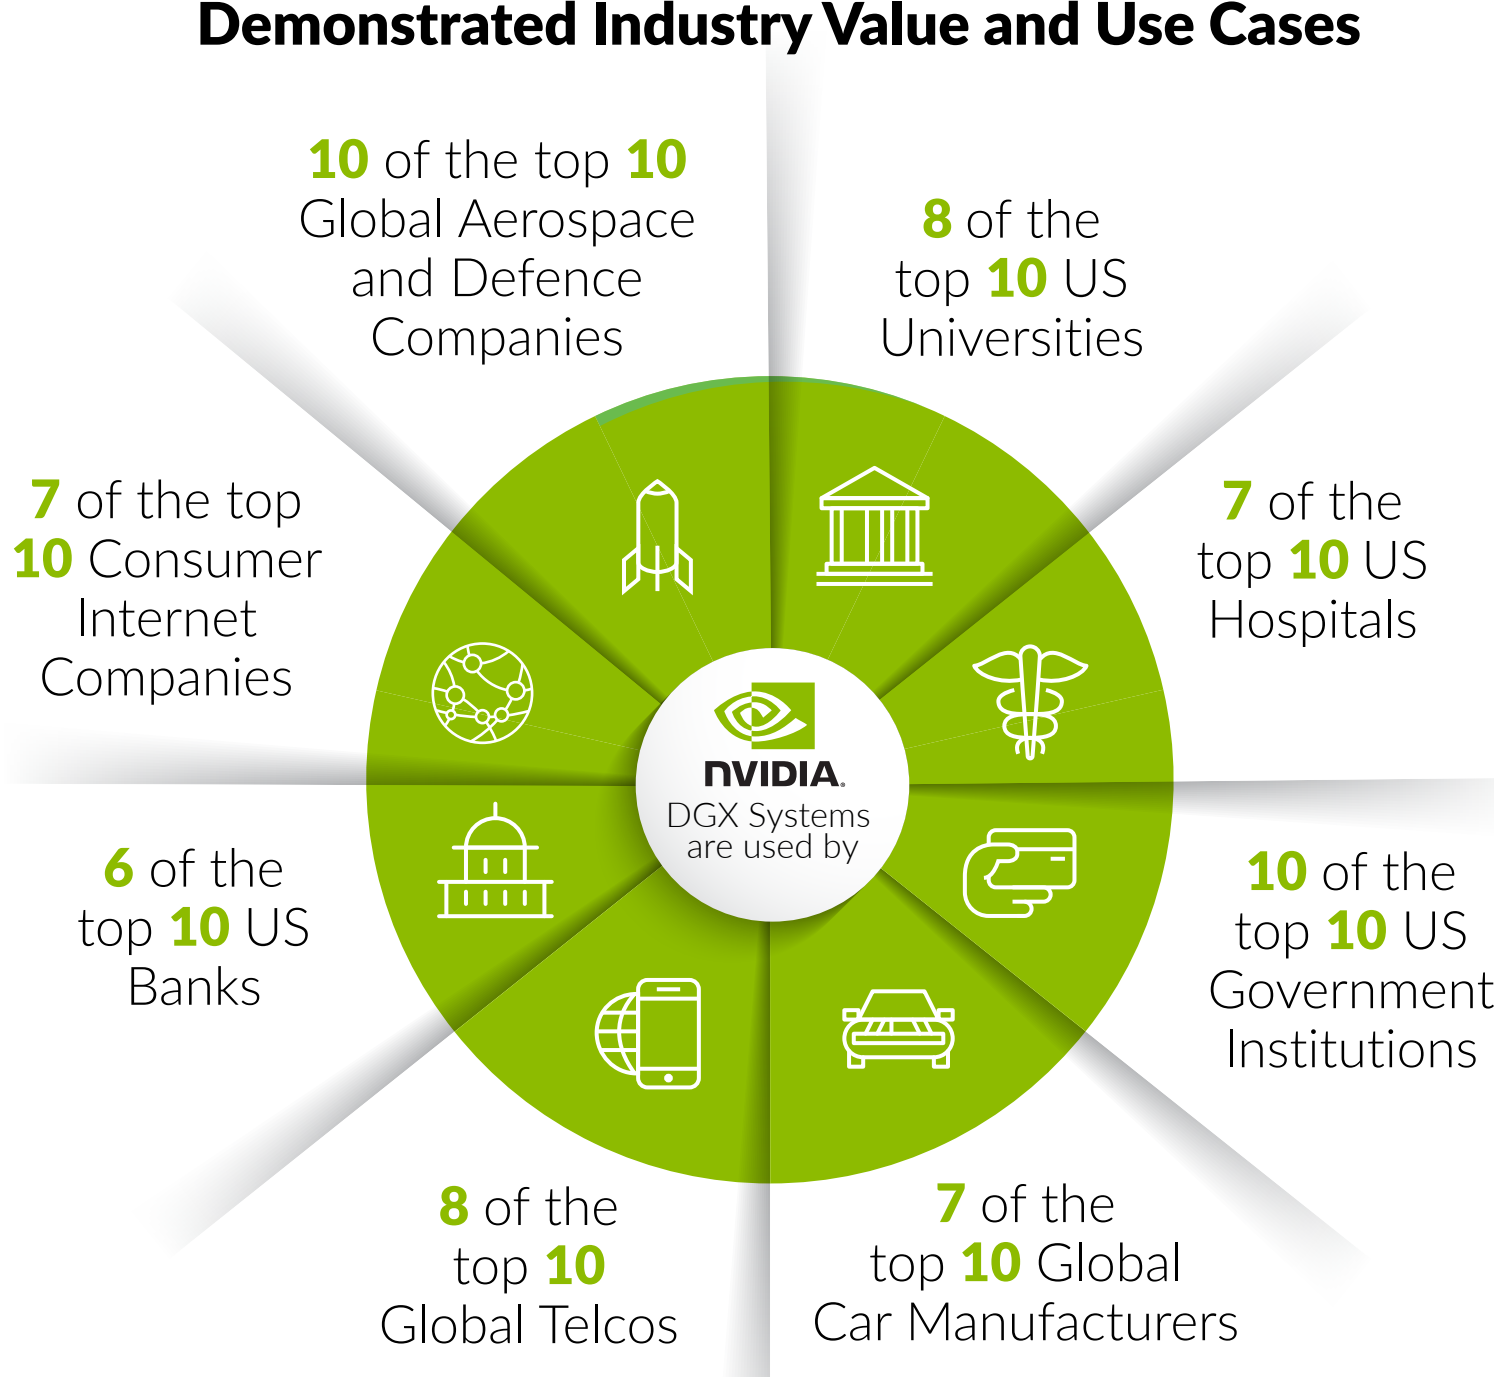 Demonstrated Industry Value and Use Cases
10 of the top 10
Global Aerospace
and Defence
Companies
8 of the
top 10 US
Universities
7 of the top
10 Consumer
Internet
Companies
7 of the
top 10 US
Hospitals
NVIDIA.
DGX Systems
are used by
6 of the
top 10 US
Banks
10 of the
top 10 US
Government
Institutions
8 of the
top 10
Global Telcos
7 of the
top 10 Global
Car Manufacturers